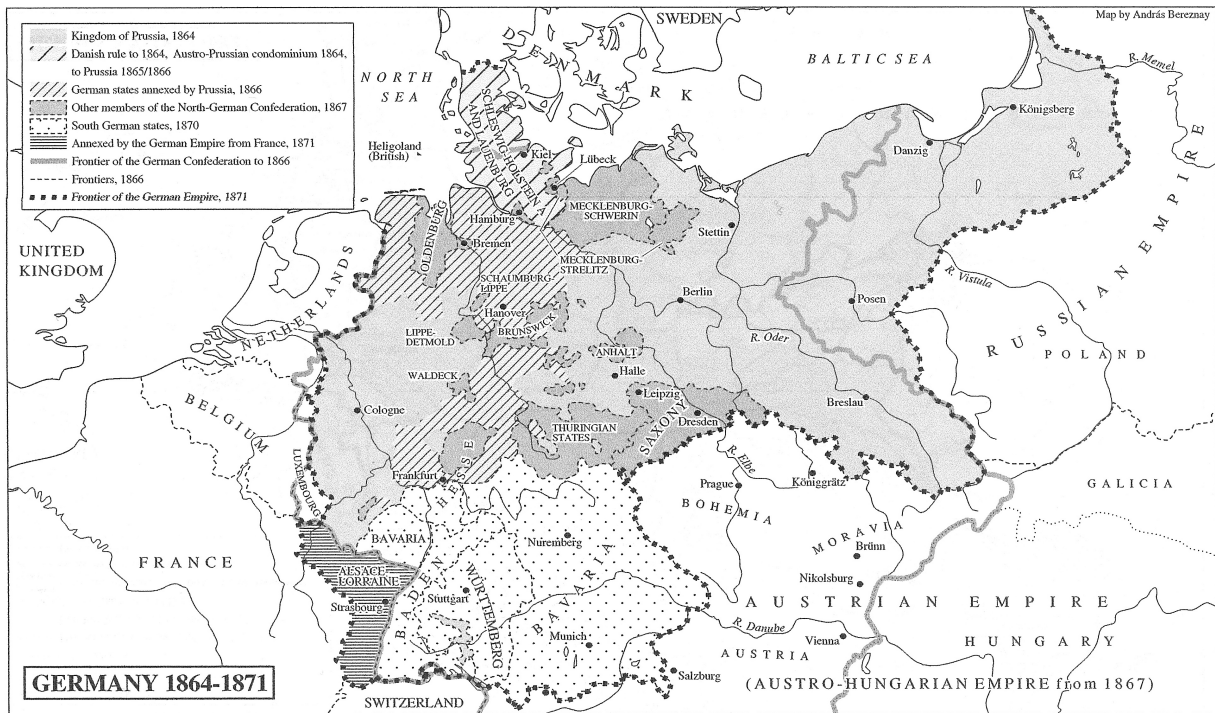 Kingdom of Prussia, 1864
Danish rule to 1864, Austro-Prussian condominium 1864,
to Prussia 1865/1866
German states annexed by Prussia, 1866
Other members of the North-German Confederation, 1867
South German states, 1870
Annexed by the German Empire from France, 1871
Frontier of the German Confederation to 1866
Frontiers, 1866
Frontier of the German Empire, 1871
Map by András Bereznay
SWEDEN
DENMARK
BALTIC SEA
NORTH
SEA
R. Memel
Königsberg
SCHLESWIG-HOLSTEIN
AND LAUENBURG
Heligoland
(British)
Kiel
Lübeck
Danzig
MECKLENBURG-
SCHWERIN
Hamburg
Stettin
OLDENBURG
Bremen
UNITED
KINGDOM
NETHERLANDS
MECKLENBURG-
STRELITZ
SCHAUMBURG-
LIPPE
Hanover
Berlin
R. Vistula
Posen
RUSSIAN EMPIRE
POLAND
LIPPE-
DETMOLD
BRUNSWICK
R. Oder
ANHALT
Halle
WALDECK
Leipzig
Breslau
BELGIUM
Cologne
SAXONY
Dresden
THURINGIAN
STATES
HESSE
Frankfurt
LUXEMBOURG
R. Elbe
Prague
Königgrätz
GALICIA
BOHEMIA
MORAVIA
Brünn
BAVARIA
Nuremberg
FRANCE
ALSACE
LORRAINE
Strasbourg
BADEN
Stuttgart
WÜRTTEMBERG
BAVARIA
Nikolsburg
AUSTRIAN EMPIRE
R. Danube
Munich
Vienna
AUSTRIA
HUNGARY
Salzburg
(AUSTRO-HUNGARIAN EMPIRE from 1867)
SWITZERLAND
GERMANY 1864-1871